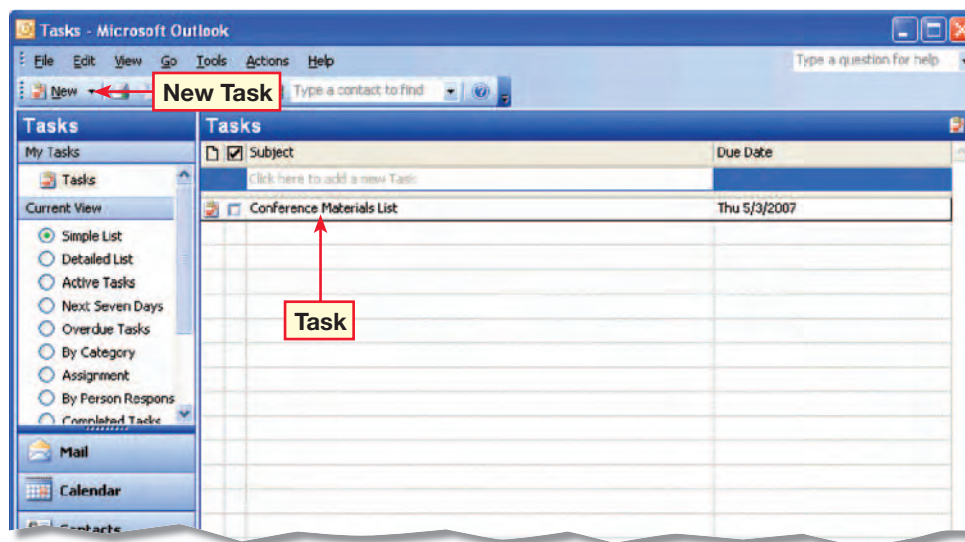 Tasks - Microsoft Outlook
File Edit View Go Tools Actions Help Type a question for help
New New Task Type a contact to find
Tasks Tasks
My Tasks Subject Due Date
Tasks Click here to add a new Task
Current View Conference Materials List Thu 5/3/2007
Simple List
Detailed List
Active Tasks
Next Seven Days
Overdue Tasks
Task
By Category
Assignment
By Person Respons
Completed Tasks
Mail
Calendar
Contacts